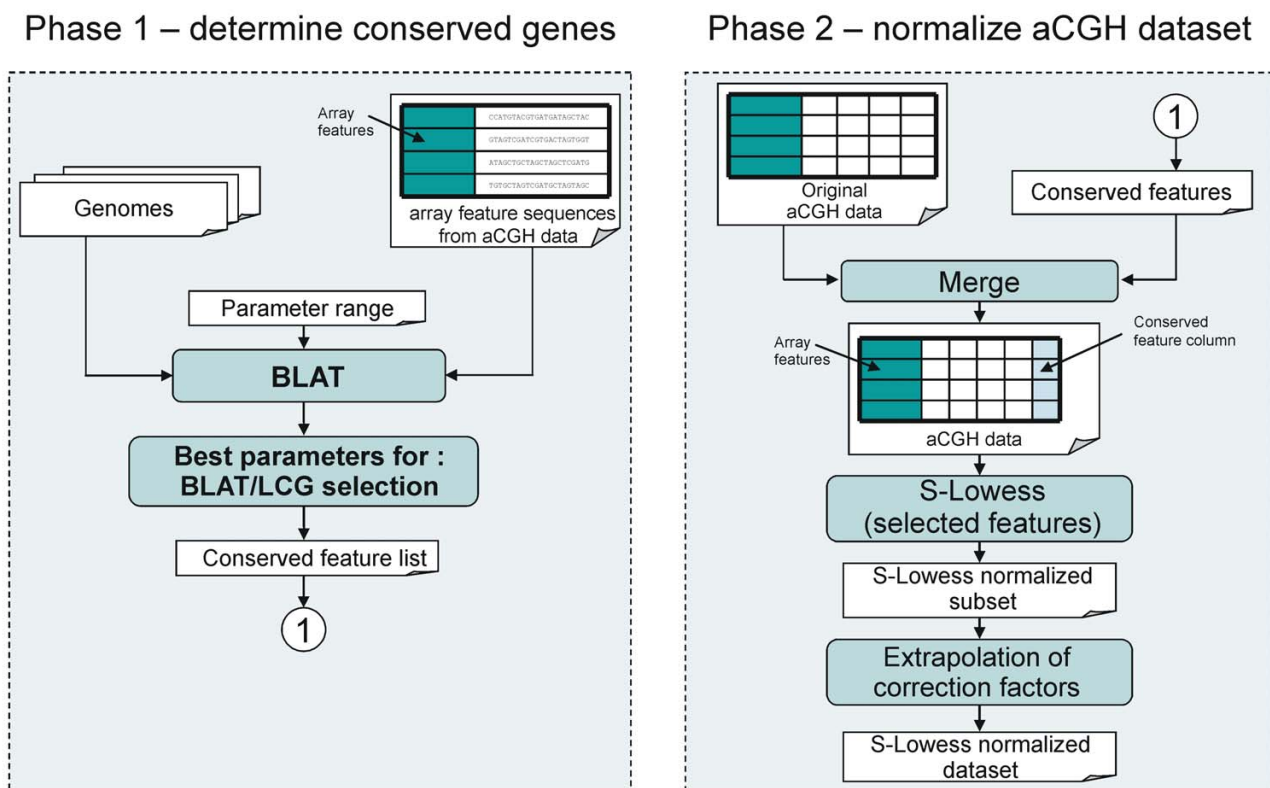 Phase 1 – determine conserved genes
Array
features
CCATGTACGTGATGATAGCTAC
GTAGTCGATCGTGACTAGTGGT
ATAGCTGCTAGCTAGCTCGATG
TGTGCTAGTCGATGCTAGTAGC
array feature sequences
from aCGH data
Genomes
Parameter range
BLAT
Best parameters for :
BLAT/LCG selection
Conserved feature list
1
Phase 2 – normalize aCGH dataset
Original
aCGH data
1
Conserved features
Merge
Array
features
Conserved
feature column
aCGH data
S-Lowess
(selected features)
S-Lowess normalized
subset
Extrapolation of
correction factors
S-Lowess normalized
dataset